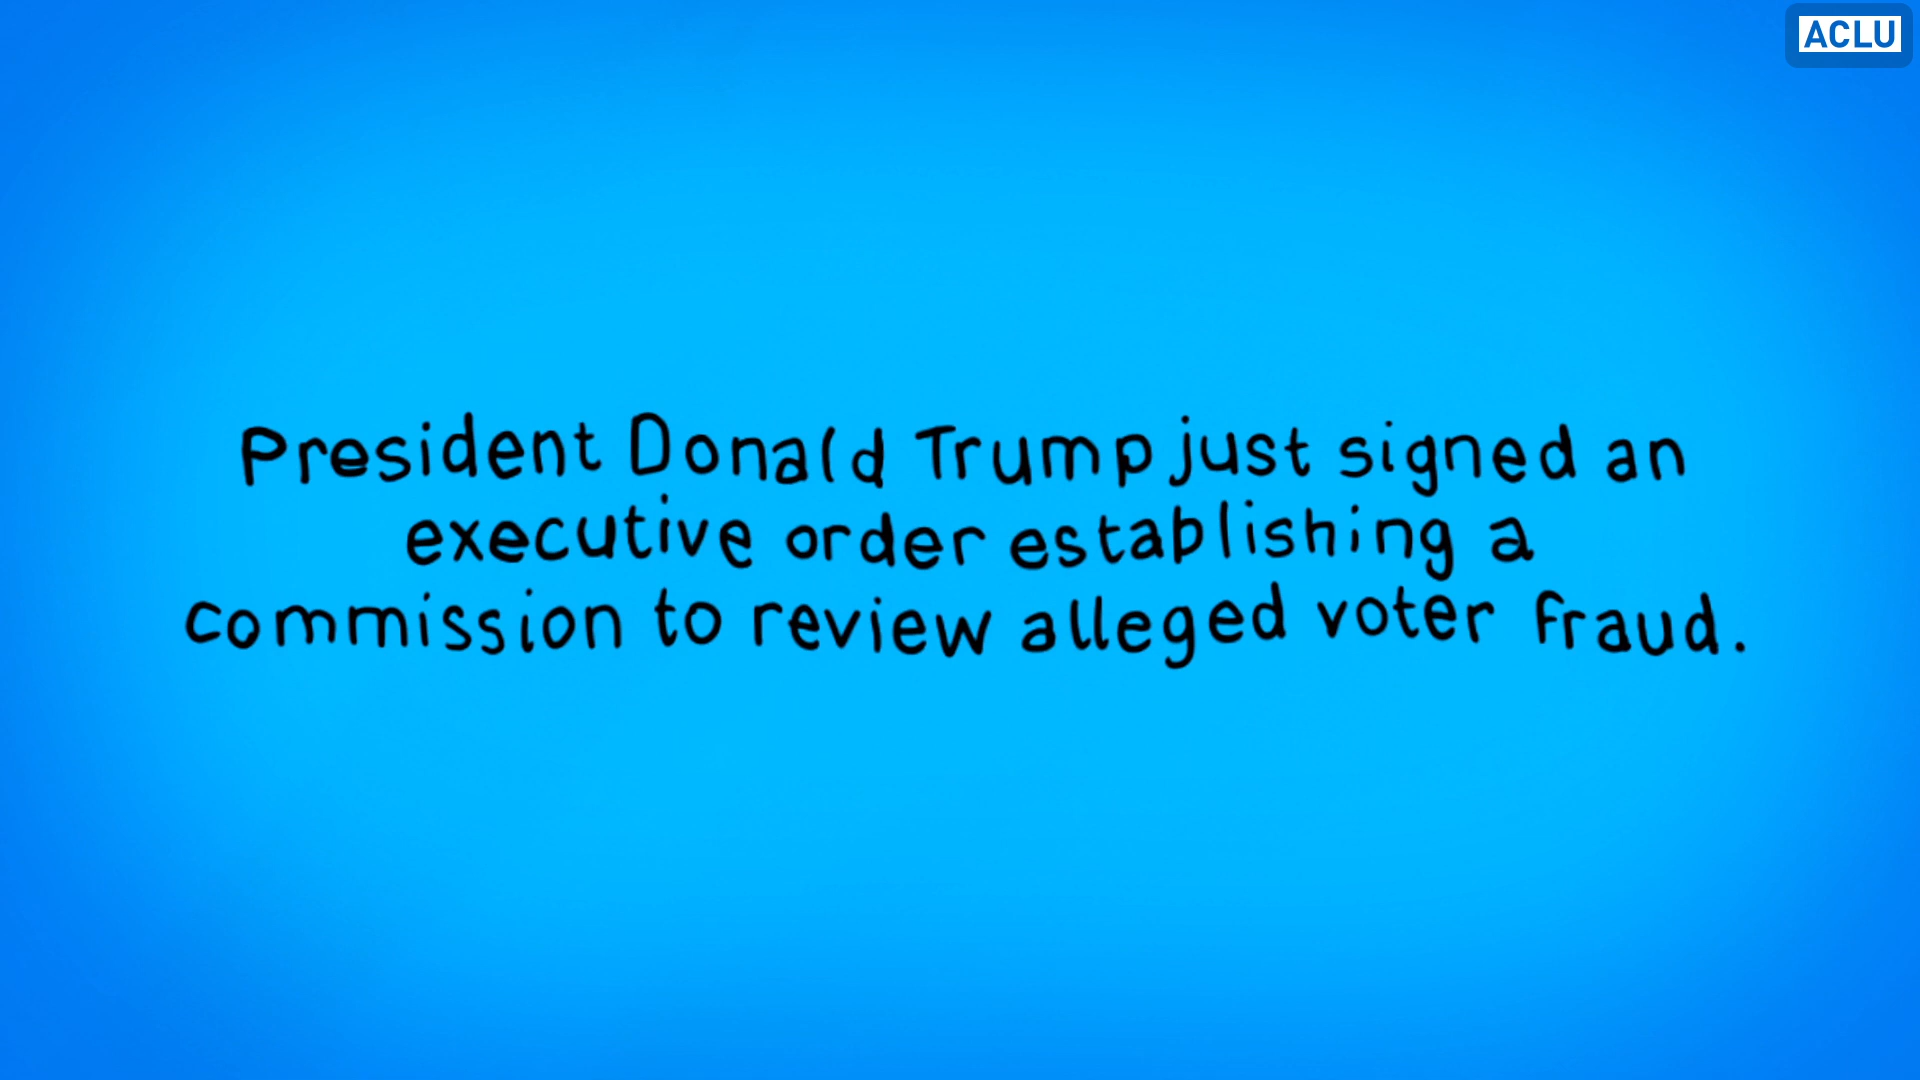 ACLU
President Donald Trump just signed an
executive order establishing a
commission to review alleged voter fraud.